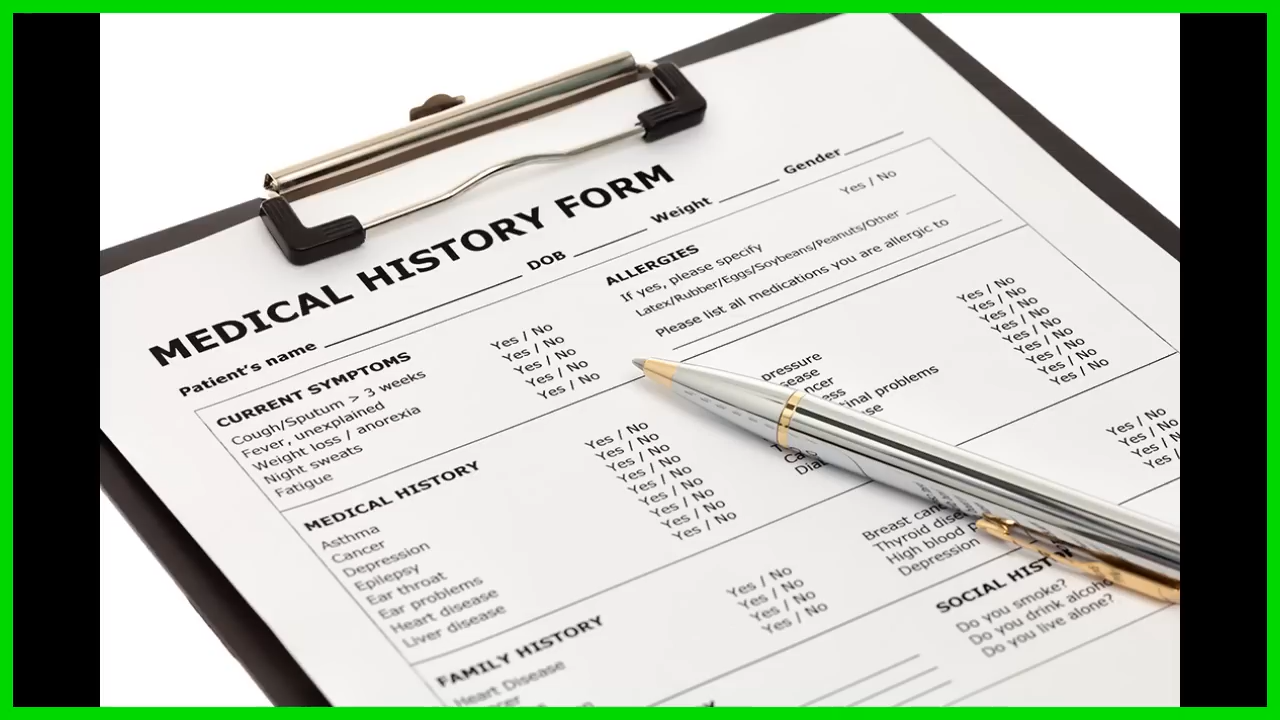 MEDICAL HISTORY FORM
Patient's name DOB Weight Gender
CURRENT SYMPTOMS
Cough/Sputum > 3 weeks Yes / No
Fever, unexplained Yes / No
Weight loss / anorexia Yes / No
Night sweats Yes / No
Fatigue Yes / No
ALLERGIES Yes / No
If yes, please specify
Latex/Rubber/Eggs/Soybeans/Peanuts/Other
Please list all medications you are allergic to
MEDICAL HISTORY
Asthma Yes / No
Cancer Yes / No
Depression Yes / No
Epilepsy Yes / No
Ear throat Yes / No
Ear problems Yes / No
Heart disease Yes / No
Liver disease Yes / No
pressure Yes / No
Yes / No
Yes / No
Yes / No
problems Yes / No
Yes / No
Yes / No
Yes / No
FAMILY HISTORY
Heart Disease Yes / No
Yes / No
Yes / No
Yes / No
Breast Yes / No
Thyroid Yes / No
High blood Yes / No
Depression
SOCIAL
Do you smoke?
Do you drink
Do you live alone?